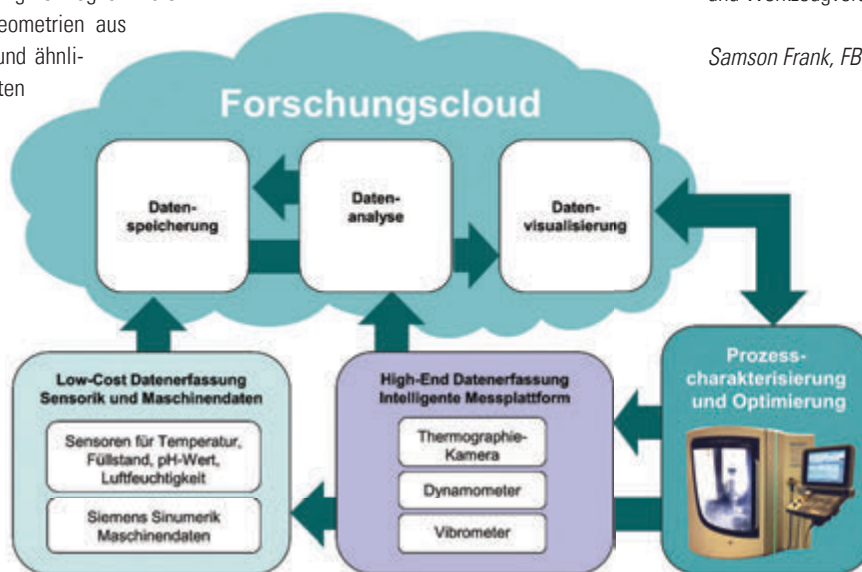 eometrien aus
und ähnli-
ten
Samson Frank, FB
Forschungscloud
Daten-
speicherung
Daten-
analyse
Daten-
visualisierung
Low-Cost Datenerfassung
Sensorik und Maschinendaten
Sensoren für Temperatur,
Füllstand, pH-Wert,
Luftfeuchtigkeit
Siemens Sinumerik
Maschinendaten
High-End Datenerfassung
Intelligente Messplattform
Thermographie-
Kamera
Dynamometer
Vibrometer
Prozess-
charakterisierung
und Optimierung